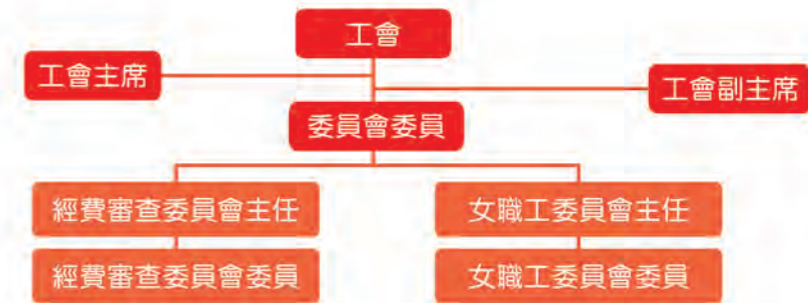 工會
工會主席
工會副主席
委員會委員
經費審查委員會主任
女職工委員會主任
經費審查委員會委員
女職工委員會委員